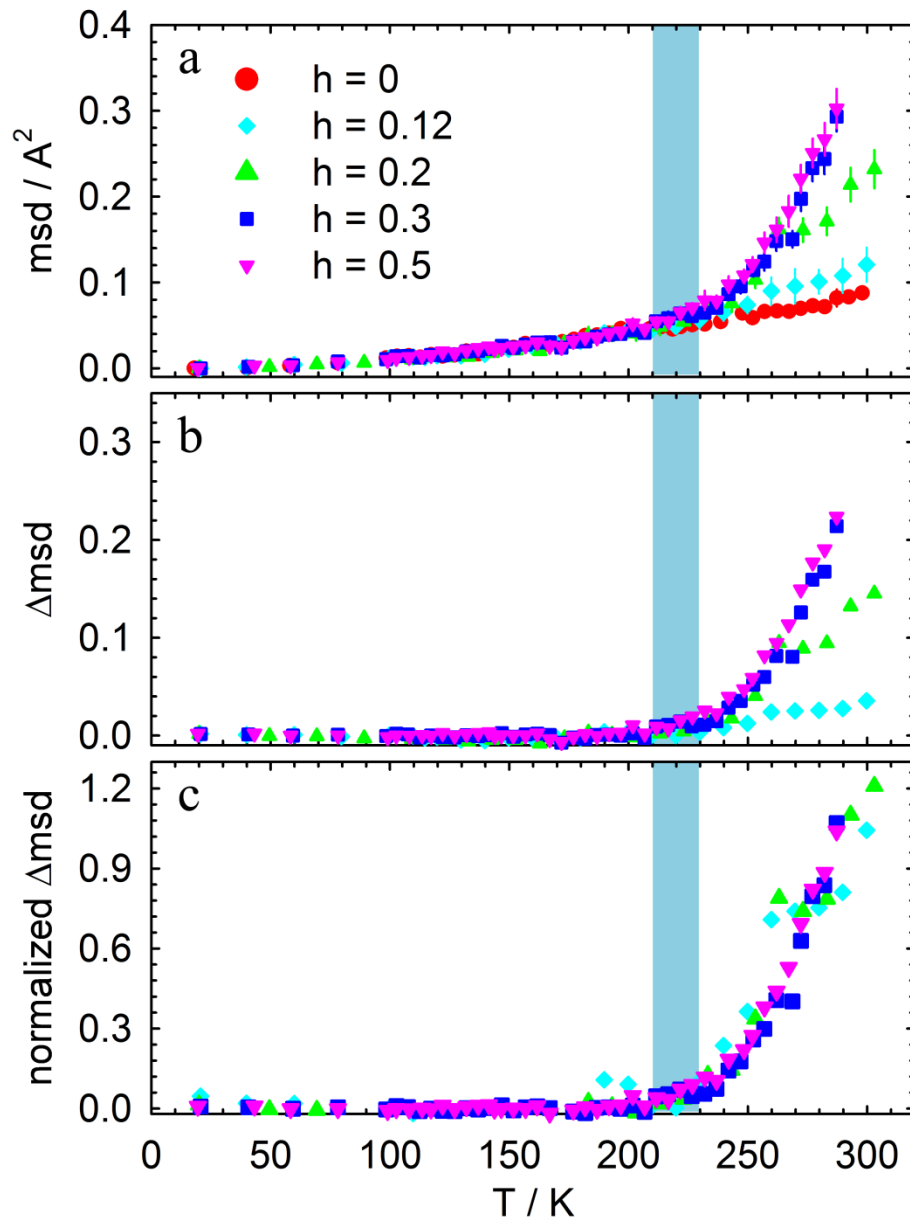 a
h = 0
h = 0.12
h = 0.2
h = 0.3
h = 0.5
msd / A²
0.4
0.3
0.2
0.1
0.0
b
Δmsd
0.3
0.2
0.1
0.0
c
normalized Δmsd
1.2
0.9
0.6
0.3
0.0
0 50 100 150 200 250 300
T / K